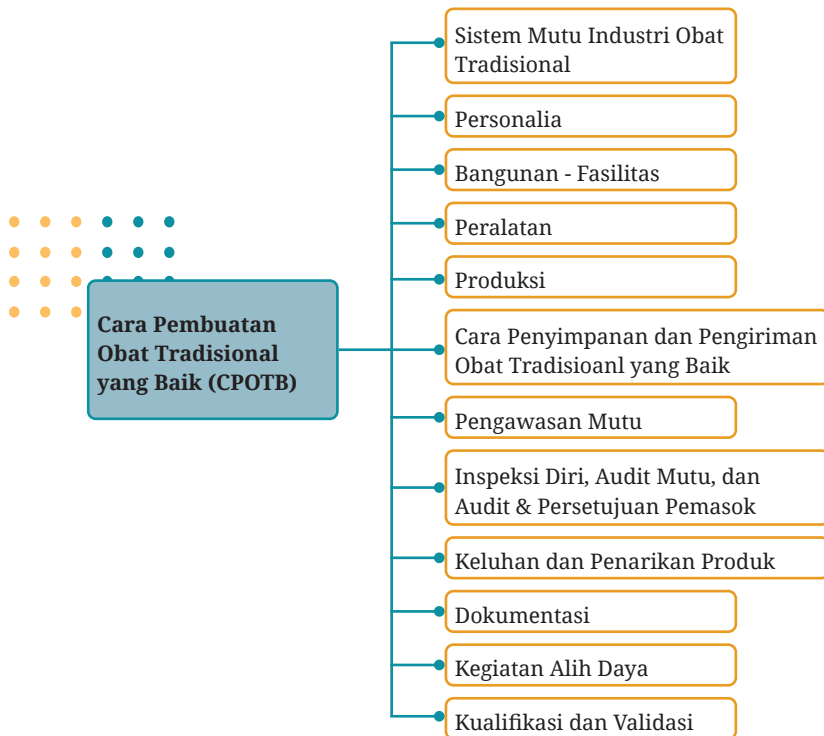 Cara Pembuatan
Obat Tradisional
yang Baik (CPOTB)
Sistem Mutu Industri Obat
Tradisional
Personalia
Bangunan - Fasilitas
Peralatan
Produksi
Cara Penyimpanan dan Pengiriman
Obat Tradisioanl yang Baik
Pengawasan Mutu
Inspeksi Diri, Audit Mutu, dan
Audit & Persetujuan Pemasok
Keluhan dan Penarikan Produk
Dokumentasi
Kegiatan Alih Daya
Kualifikasi dan Validasi